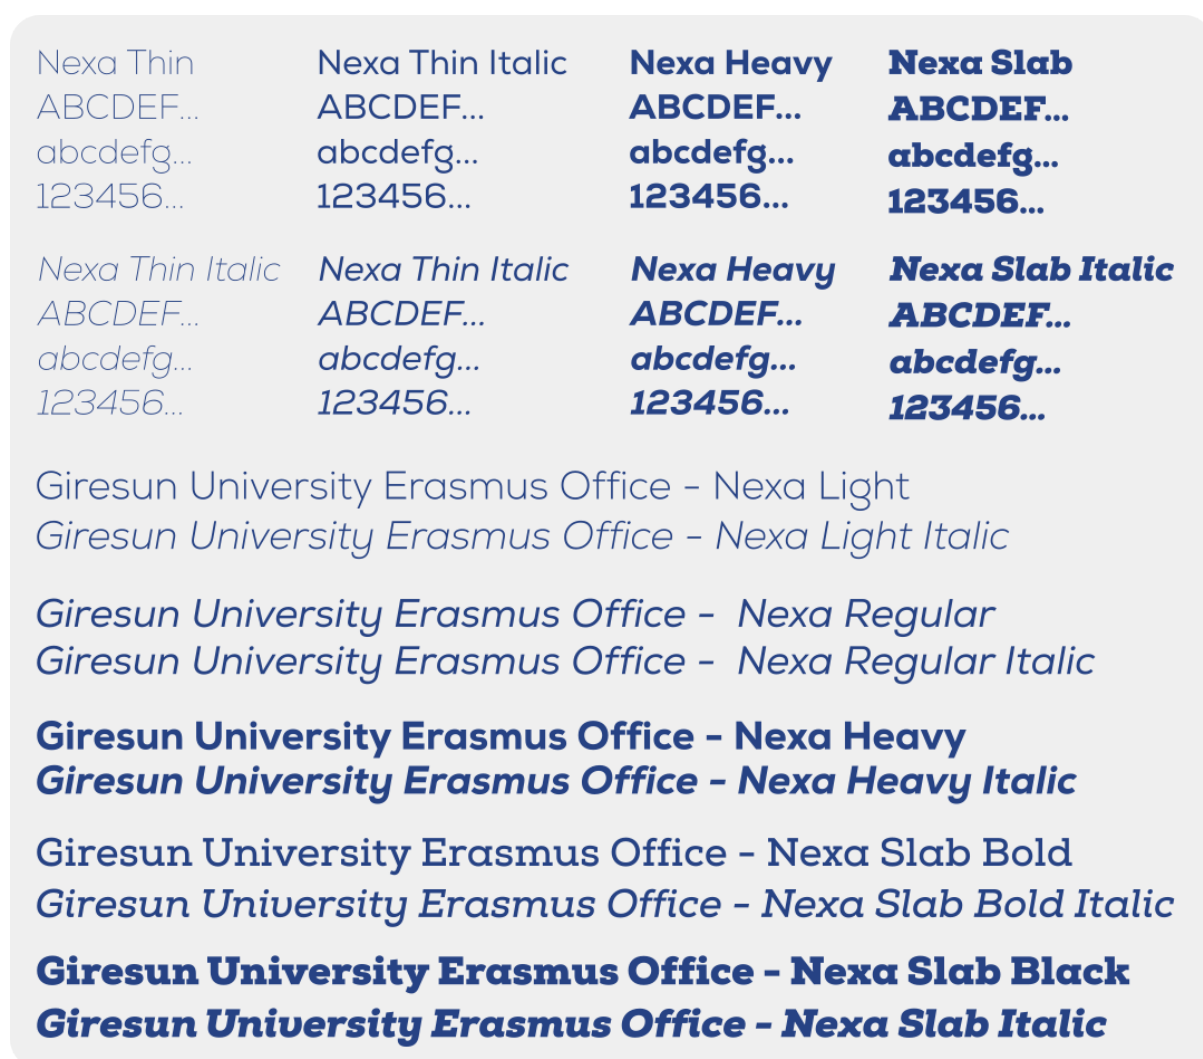 Nexa Thin
ABCDEF...
abcdefg...
123456...
Nexa Thin Italic
ABCDEF...
abcdefg...
123456...
Nexa Heavy
ABCDEF...
abcdefg...
123456...
Nexa Slab
ABCDEF...
abcdefg...
123456...
Nexa Thin Italic
ABCDEF...
abcdefg...
123456...
Nexa Thin Italic
ABCDEF...
abcdefg...
123456...
Nexa Heavy
ABCDEF...
abcdefg...
123456...
Nexa Slab Italic
ABCDEF...
abcdefg...
123456...
Giresun University Erasmus Office - Nexa Light
Giresun University Erasmus Office - Nexa Light Italic
Giresun University Erasmus Office -  Nexa Regular
Giresun University Erasmus Office -  Nexa Regular Italic
Giresun University Erasmus Office - Nexa Heavy
Giresun University Erasmus Office - Nexa Heavy Italic
Giresun University Erasmus Office - Nexa Slab Bold
Giresun University Erasmus Office - Nexa Slab Bold Italic
Giresun University Erasmus Office - Nexa Slab Black
Giresun University Erasmus Office - Nexa Slab Italic